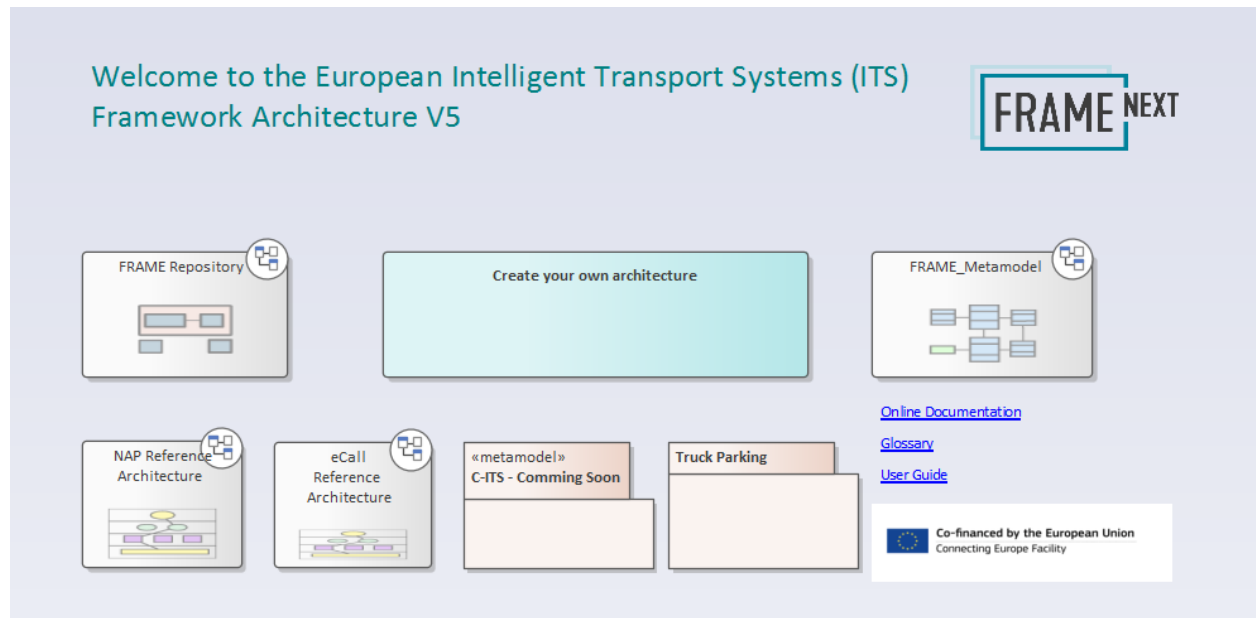 Welcome to the European Intelligent Transport Systems (ITS)
Framework Architecture V5
FRAME NEXT
FRAME Repository
Create your own architecture
FRAME_Metamodel
Online Documentation
Glossary
User Guide
NAP Reference
Architecture
eCall
Reference
Architecture
«metamodel»
C-ITS - Comming Soon
Truck Parking
Co-financed by the European Union
Connecting Europe Facility